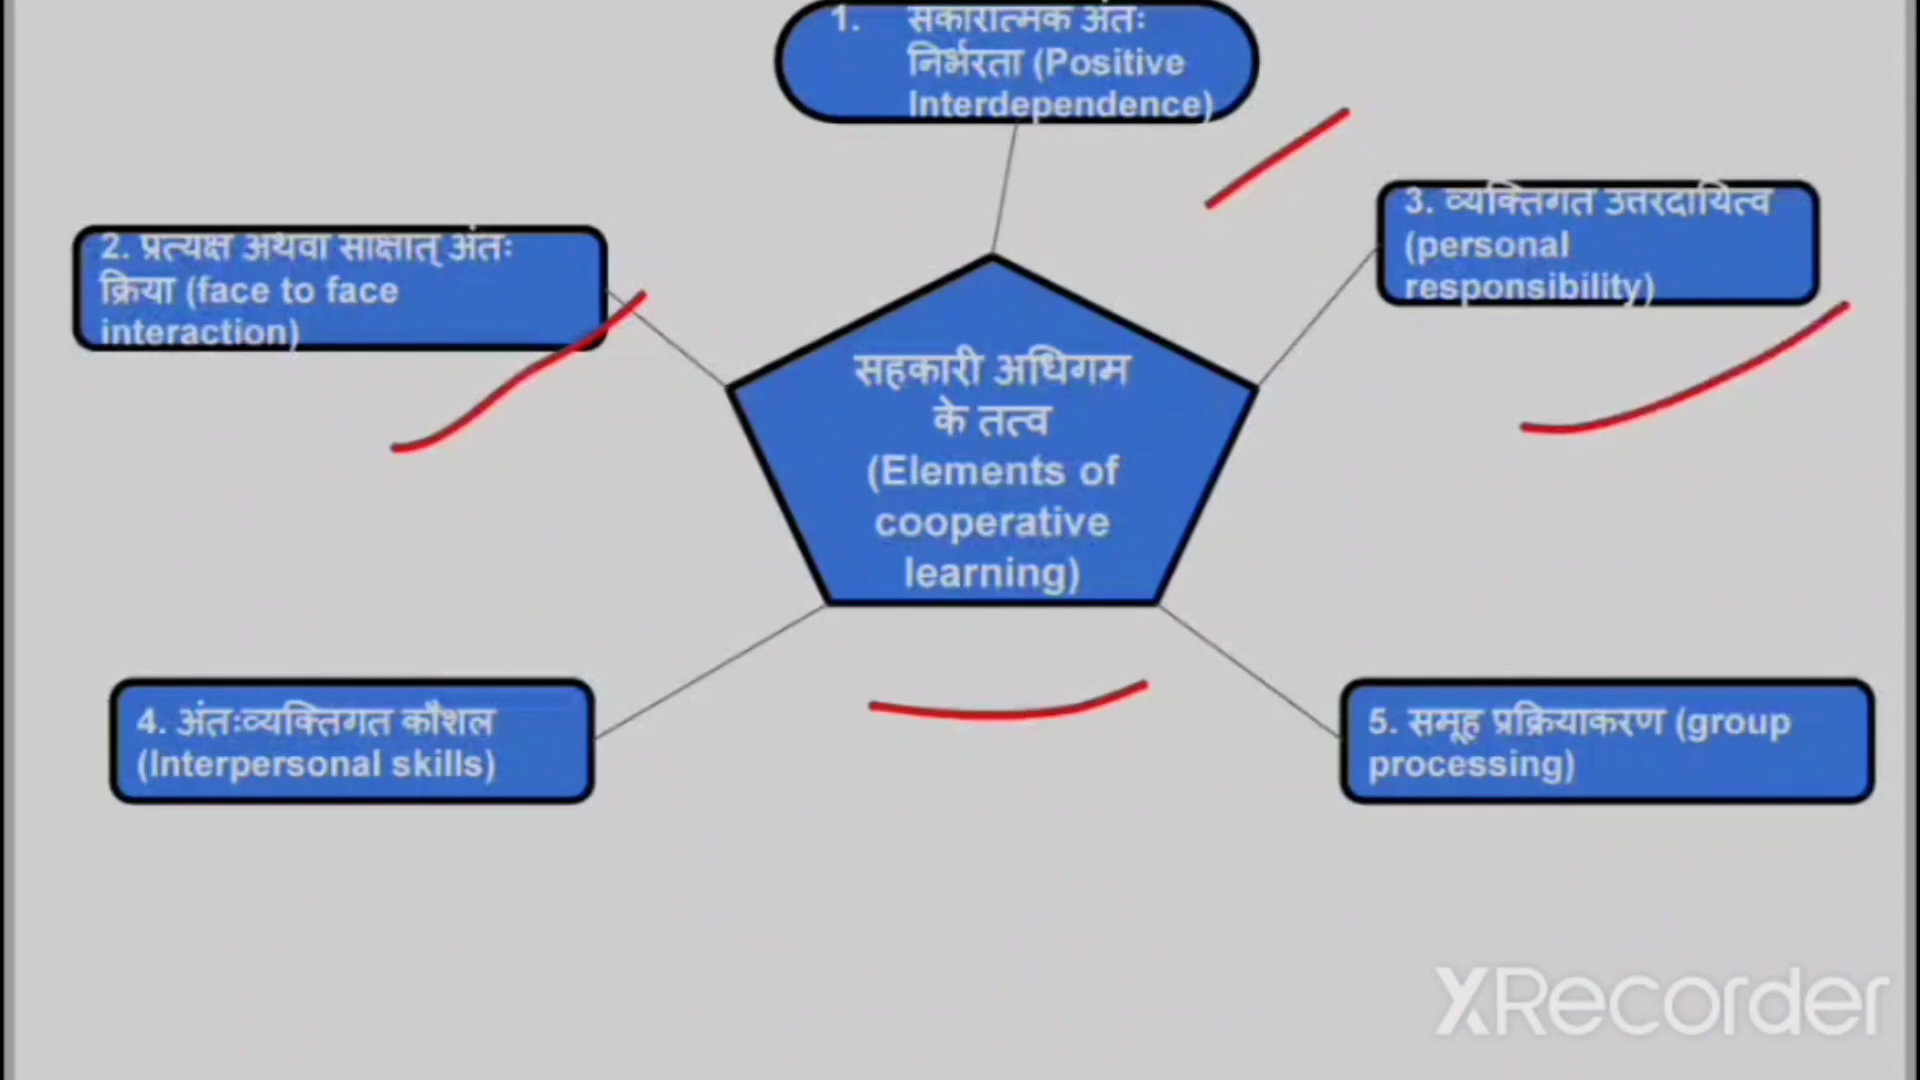 1. सकारात्मक अंतः
निर्भरता (Positive
Interdependence)
2. प्रत्यक्ष अथवा साक्षात् अंतः
क्रिया (face to face
interaction)
3. व्यक्तिगत उत्तरदायित्व
(personal
responsibility)
सहकारी अधिगम
के तत्व
(Elements of
cooperative
learning)
4. अंतःव्यक्तिगत कौशल
(Interpersonal skills)
5. समूह प्रक्रियाकरण (group
processing)
XRecorder